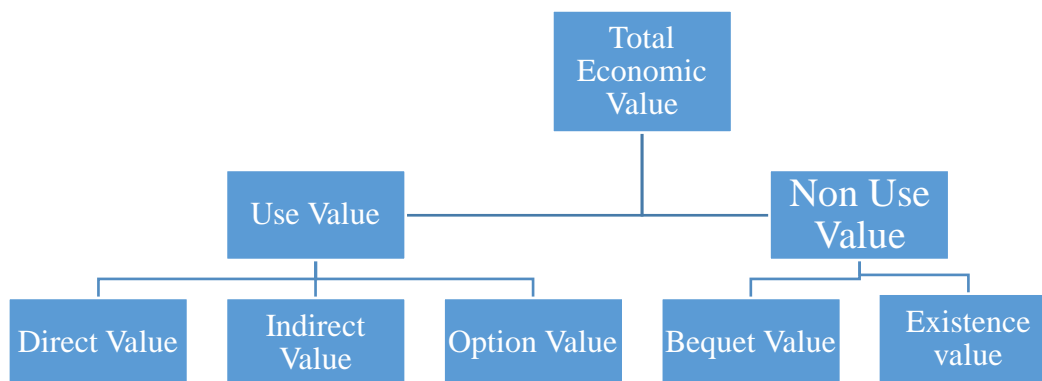 Total
Economic
Value
Use Value
Non Use
Value
Direct Value
Indirect
Value
Option Value
Bequet Value
Existence
value